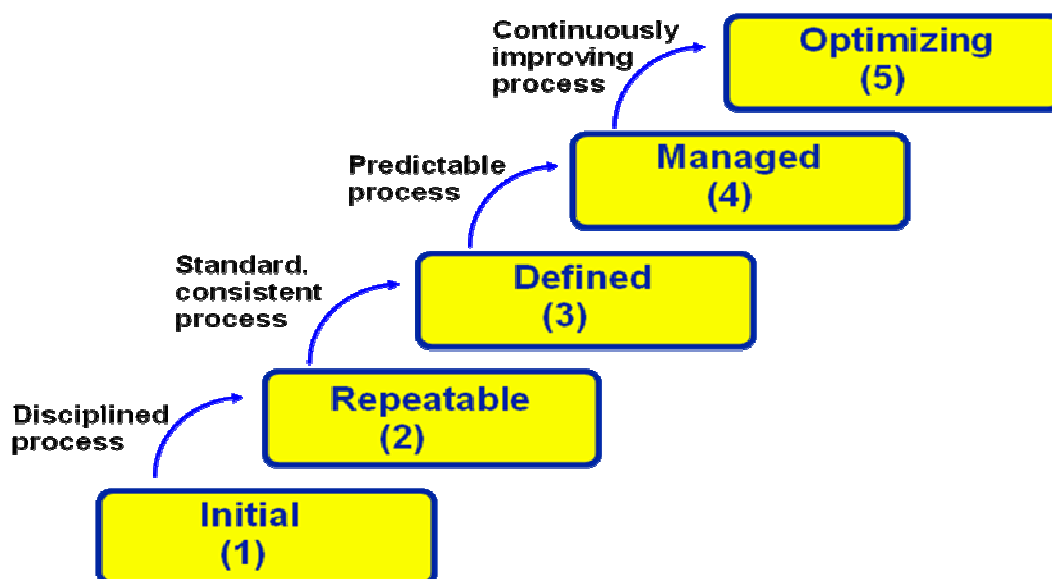 Continuously
improving
process
Optimizing
(5)
Predictable
process
Managed
(4)
Standard.
consistent
process
Defined
(3)
Disciplined
process
Repeatable
(2)
Initial
(1)